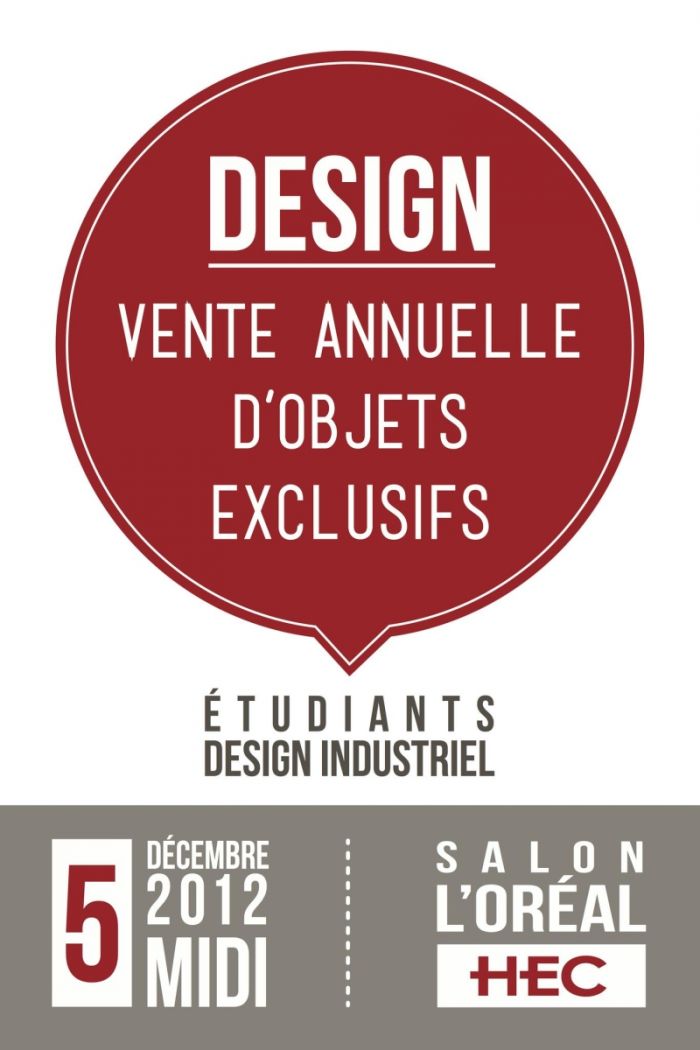 DESIGN
VENTE ANNUELLE
D'OBJETS
EXCLUSIFS
ÉTUDIANTS
DESIGN INDUSTRIEL
5
DÉCEMBRE
2012
MIDI
SALON
L'ORÉAL
HEC